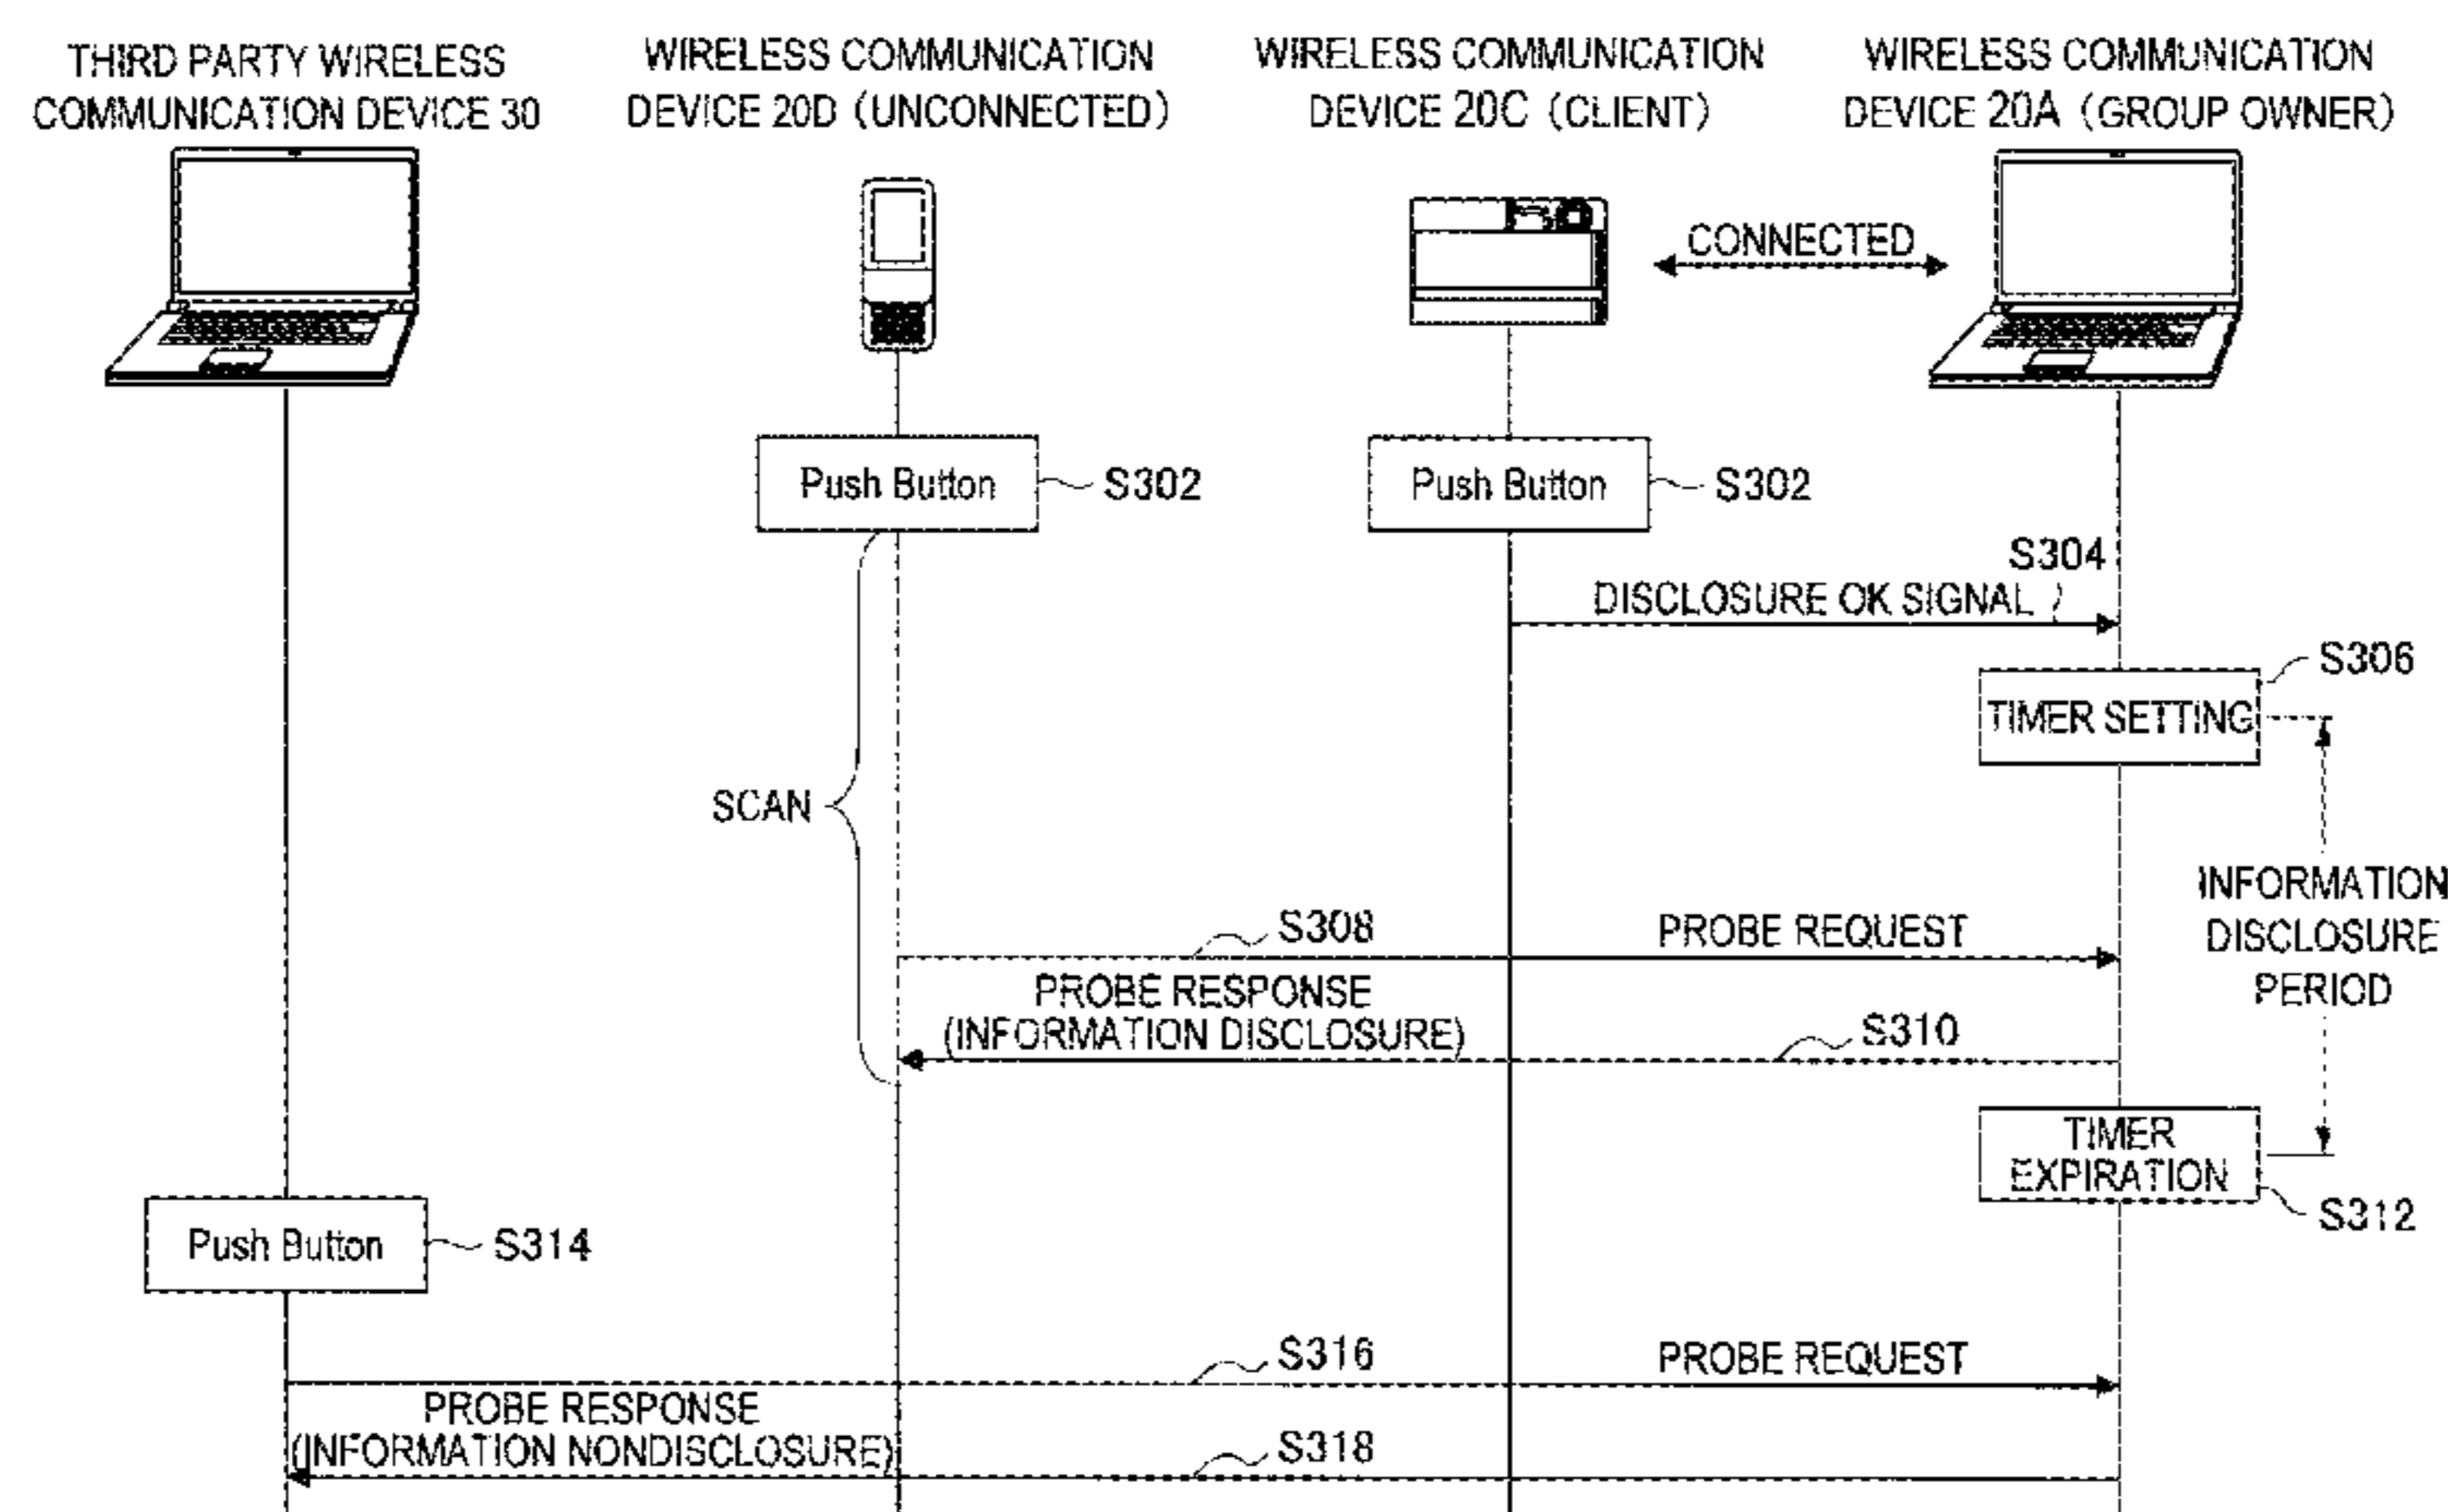 THIRD PARTY WIRELESS
COMMUNICATION DEVICE 30
WIRELESS COMMUNICATION
DEVICE 20D (UNCONNECTED)
WIRELESS COMMUNICATION
DEVICE 20C (CLIENT)
WIRELESS COMMUNICATION
DEVICE 20A (GROUP OWNER)
CONNECTED
Push Button
S302
Push Button
S302
S304
DISCLOSURE OK SIGNAL
S306
TIMER SETTING
SCAN
INFORMATION
DISCLOSURE
PERIOD
S308
PROBE REQUEST
PROBE RESPONSE
(INFORMATION DISCLOSURE)
S310
TIMER
EXPIRATION
S312
Push Button
S314
S316
PROBE REQUEST
PROBE RESPONSE
(INFORMATION NONDISCLOSURE)
S318